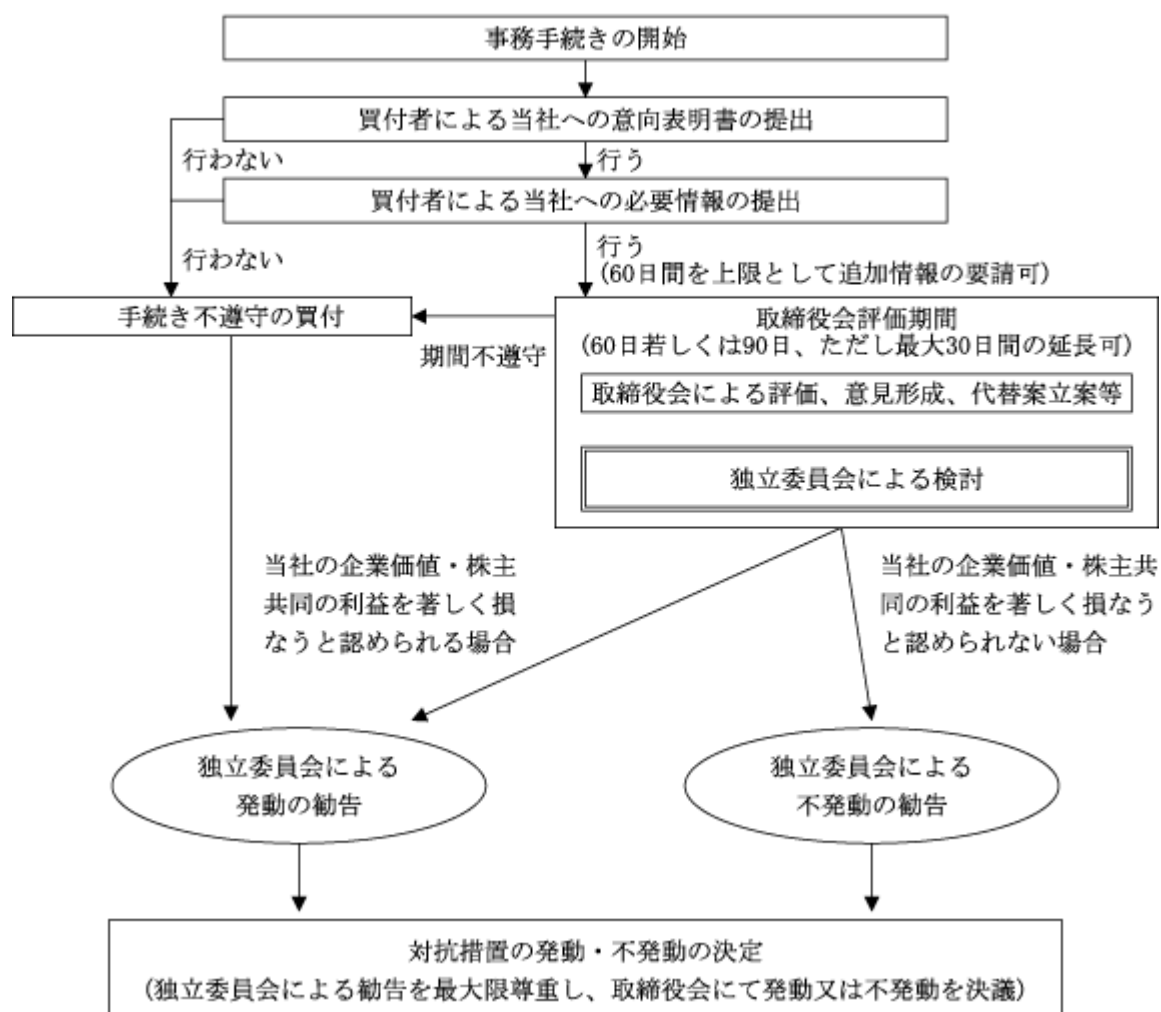 事務手続きの開始
買付者による当社への意向表明書の提出
行わない
行う
買付者による当社への必要情報の提出
行わない
行う
(60日間を上限として追加情報の要請可)
手続き不遵守の買付
期間不遵守
取締役会評価期間
(60日若しくは90日、ただし最大30日間の延長可)
取締役会による評価、意見形成、代替案立案等
独立委員会による検討
当社の企業価値・株主
共同の利益を著しく損
なうと認められる場合
当社の企業価値・株主共
同の利益を著しく損なう
と認められない場合
独立委員会による
発動の勧告
独立委員会による
不発動の勧告
対抗措置の発動・不発動の決定
(独立委員会による勧告を最大限尊重し、取締役会にて発動又は不発動を決議)